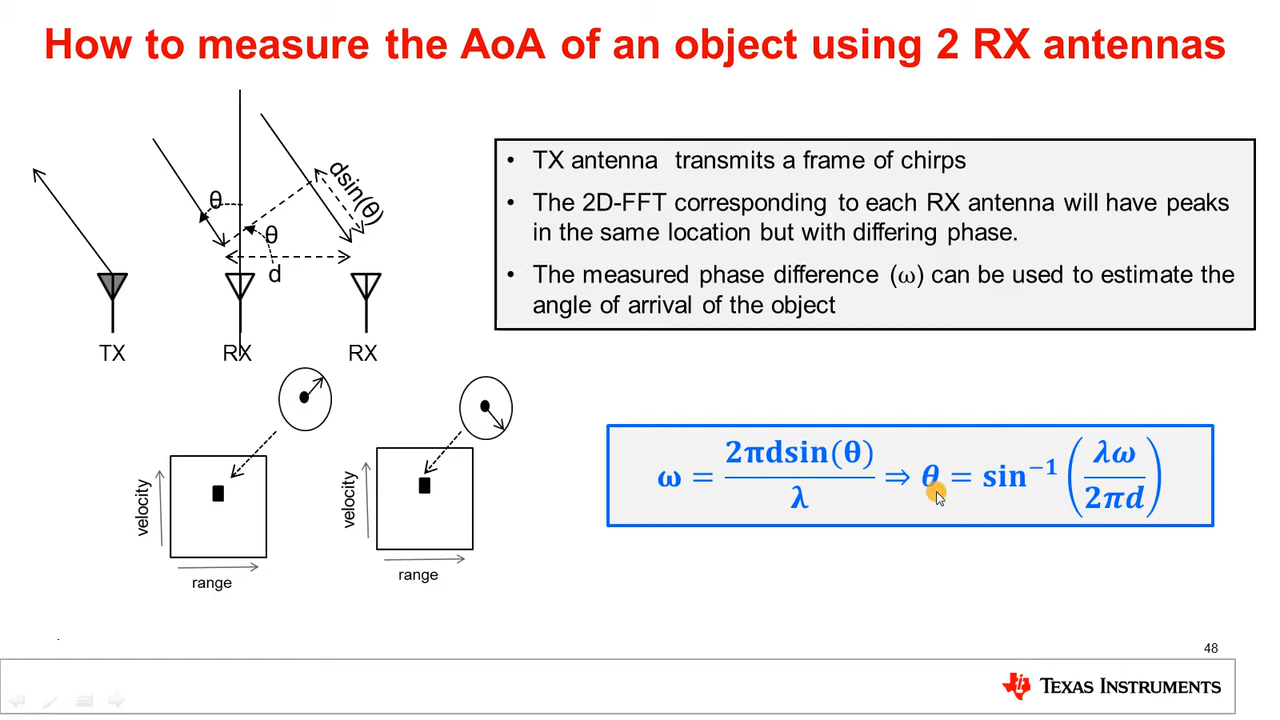 How to measure the AoA of an object using 2 RX antennas
θ
dsin(θ)
θ
d
TX
RX
RX
• TX antenna transmits a frame of chirps
• The 2D-FFT corresponding to each RX antenna will have peaks
in the same location but with differing phase.
• The measured phase difference (ω) can be used to estimate the
angle of arrival of the object
velocity
range
velocity
range
ω = 2πdsin(θ) / λ ⇒ θ = sin⁻¹ (λω / 2πd)
48
TEXAS INSTRUMENTS